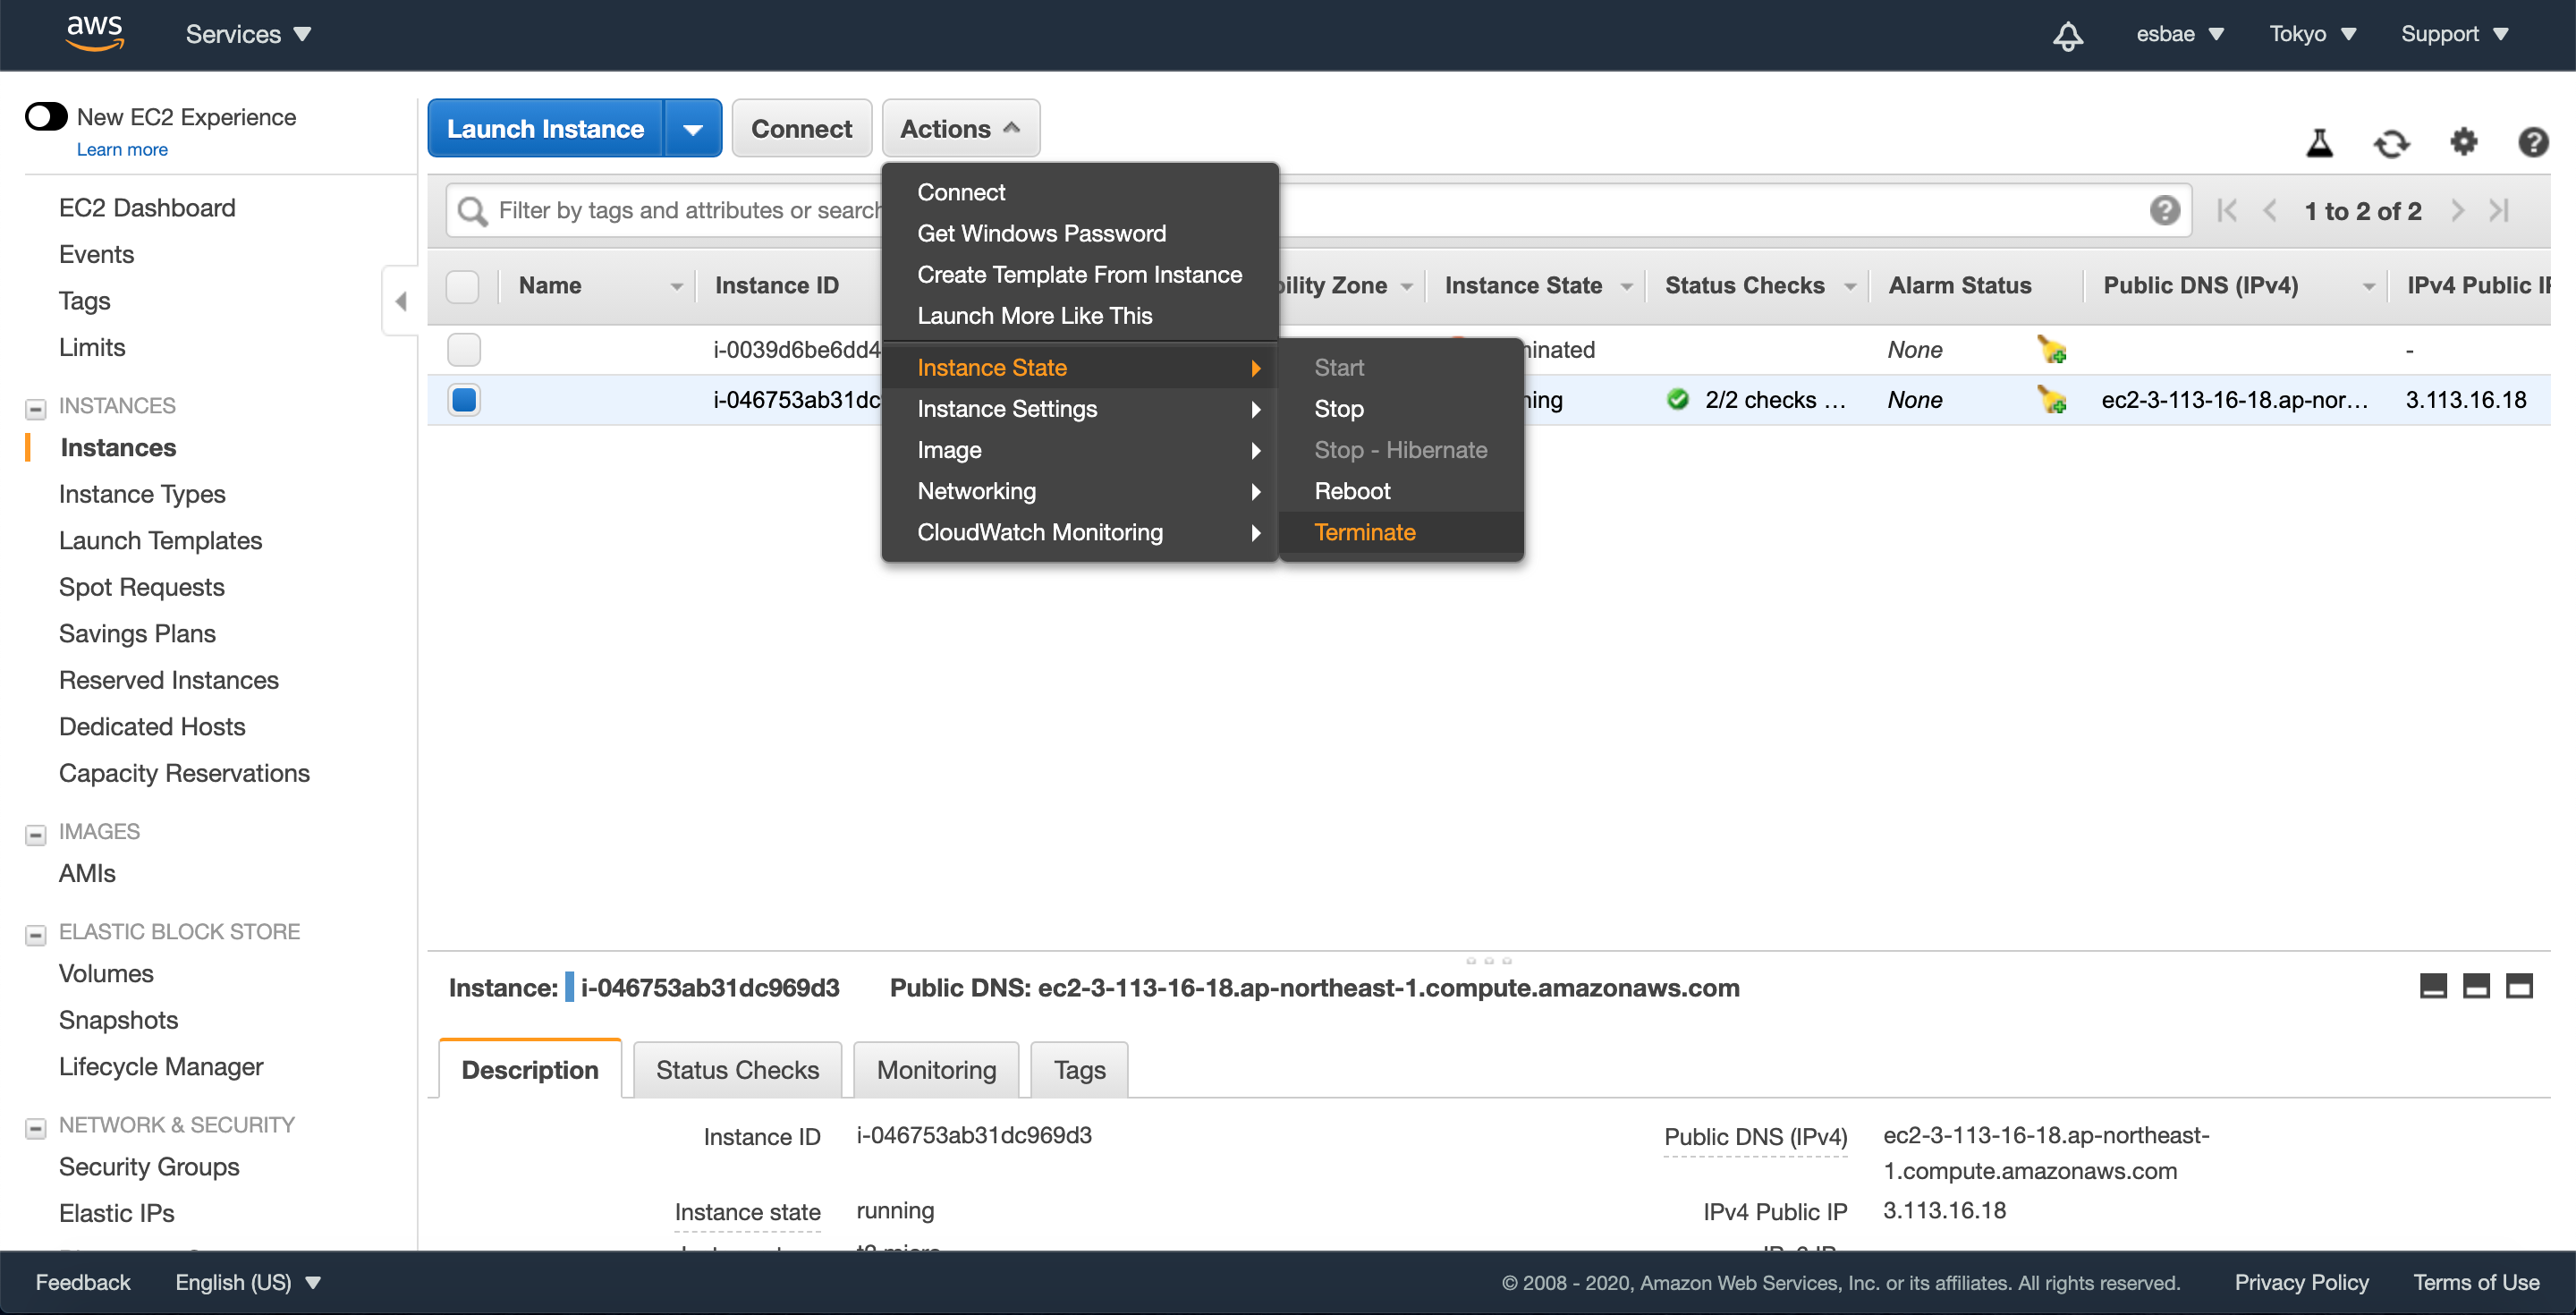 aws
Services
esbae
Tokyo
Support
New EC2 Experience
Learn more
EC2 Dashboard
Events
Tags
Limits
INSTANCES
Instances
Instance Types
Launch Templates
Spot Requests
Savings Plans
Reserved Instances
Dedicated Hosts
Capacity Reservations
IMAGES
AMIs
ELASTIC BLOCK STORE
Volumes
Snapshots
Lifecycle Manager
NETWORK & SECURITY
Security Groups
Elastic IPs
Launch Instance
Connect
Actions
Filter by tags and attributes or search
1 to 2 of 2
Name Instance ID bility Zone Instance State Status Checks Alarm Status Public DNS (IPv4) IPv4 Public IP
i-0039d6be6dd4 ninated None -
i-046753ab31dc ning 2/2 checks ... None ec2-3-113-16-18.ap-nor... 3.113.16.18
Connect
Get Windows Password
Create Template From Instance
Launch More Like This
Instance State
Instance Settings
Image
Networking
CloudWatch Monitoring
Start
Stop
Stop - Hibernate
Reboot
Terminate
Instance: i-046753ab31dc969d3 Public DNS: ec2-3-113-16-18.ap-northeast-1.compute.amazonaws.com
Description
Status Checks
Monitoring
Tags
Instance ID i-046753ab31dc969d3
Instance state running
Public DNS (IPv4) ec2-3-113-16-18.ap-northeast-
1.compute.amazonaws.com
IPv4 Public IP 3.113.16.18
Feedback
English (US)
© 2008 - 2020, Amazon Web Services, Inc. or its affiliates. All rights reserved.
Privacy Policy
Terms of Use